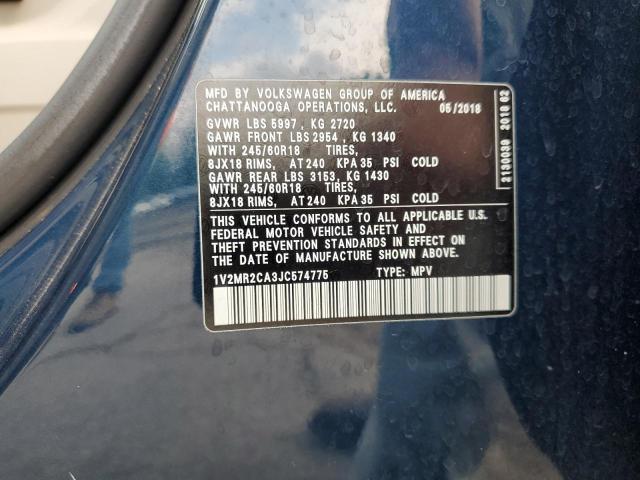 MFD BY VOLKSWAGEN GROUP OF AMERICA
CHATTANOOGA OPERATIONS, LLC. 05/2018
GVWR LBS 5997, KG 2720
GAWR FRONT LBS 2954, KG 1340
WITH 245/60R18 TIRES,
8JX18 RIMS, AT 240 KPA 35 PSI COLD
GAWR REAR LBS 3153, KG 1430
WITH 245/60R18 TIRES,
8JX18 RIMS, AT 240 KPA 35 PSI COLD
THIS VEHICLE CONFORMS TO ALL APPLICABLE U.S.
FEDERAL MOTOR VEHICLE SAFETY AND
THEFT PREVENTION STANDARDS IN EFFECT ON
THE DATE OF MANUFACTURE SHOWN ABOVE.
1V2MR2CA3JC574775 TYPE: MPV
2018 02